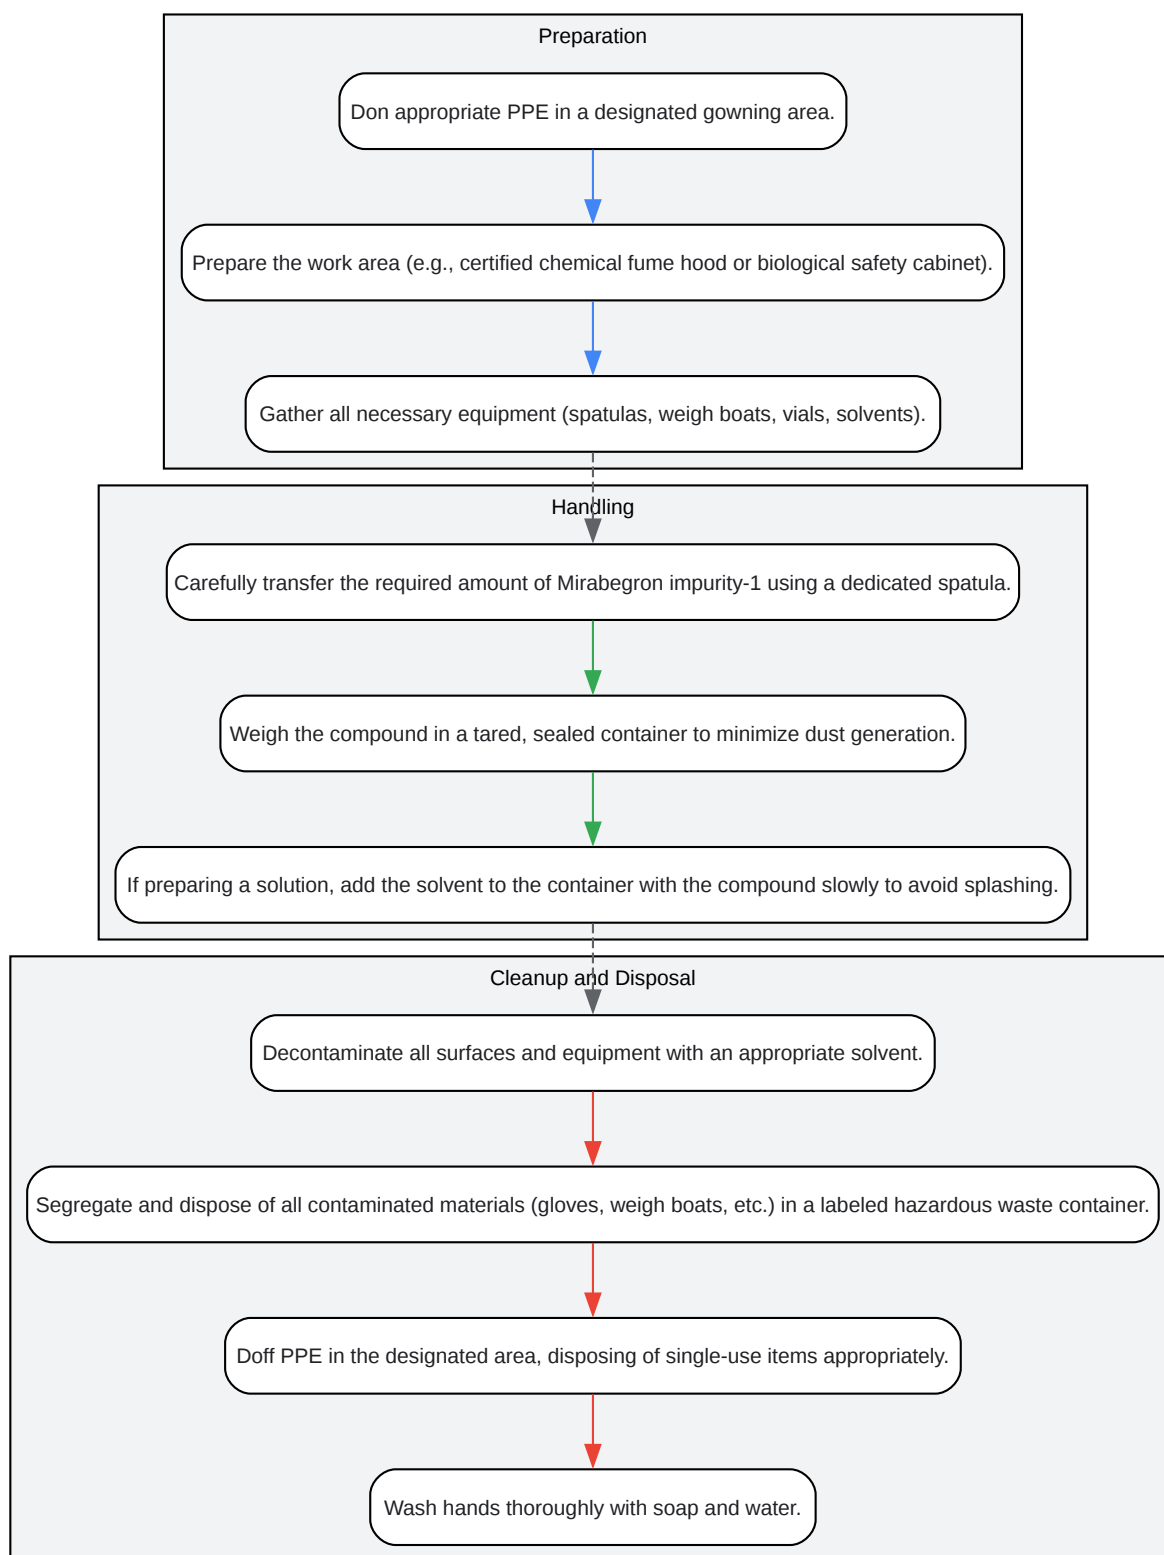 Preparation
Don appropriate PPE in a designated gowning area.
Prepare the work area (e.g., certified chemical fume hood or biological safety cabinet).
Gather all necessary equipment (spatulas, weigh boats, vials, solvents).
Handling
Carefully transfer the required amount of Mirabegron impurity-1 using a dedicated spatula.
Weigh the compound in a tared, sealed container to minimize dust generation.
If preparing a solution, add the solvent to the container with the compound slowly to avoid splashing.
Cleanup and Disposal
Decontaminate all surfaces and equipment with an appropriate solvent.
Segregate and dispose of all contaminated materials (gloves, weigh boats, etc.) in a labeled hazardous waste container.
Doff PPE in the designated area, disposing of single-use items appropriately.
Wash hands thoroughly with soap and water.